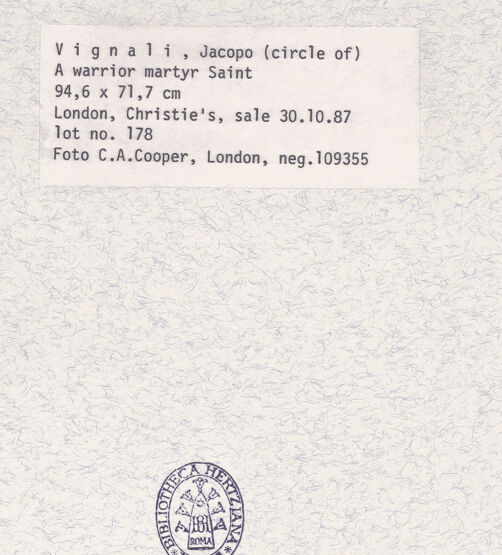 Vignali, Jacopo (circle of)
A warrior martyr Saint
94,6 x 71,7 cm
London, Christie's, sale 30.10.87
lot no. 178
Foto C.A.Cooper, London, neg.109355
BIBLIOTHECA HERTZIANA
ROMA